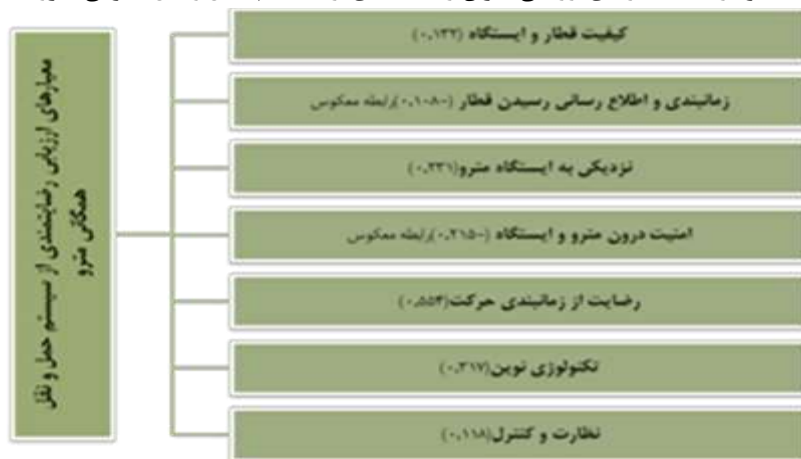 معیارهای ارزیابی رضایتمندی از سیستم حمل و نقل
همگانی مترو
کیفیت قطار و ایستگاه (۰,۱۳۲)
زمانبندی و اطلاع رسانی رسیدن قطار (-۰,۱۰۸)رابطه معکوس
نزدیکی به ایستگاه مترو(۰,۲۳۱)
امنیت درون مترو و ایستگاه (-۰,۲۱۵)رابطه معکوس
رضایت از زمانبندی حرکت(۰,۵۵۴)
تکنولوژی نوین(۰,۳۱۷)
نظارت و کنترل(۰,۱۱۸)